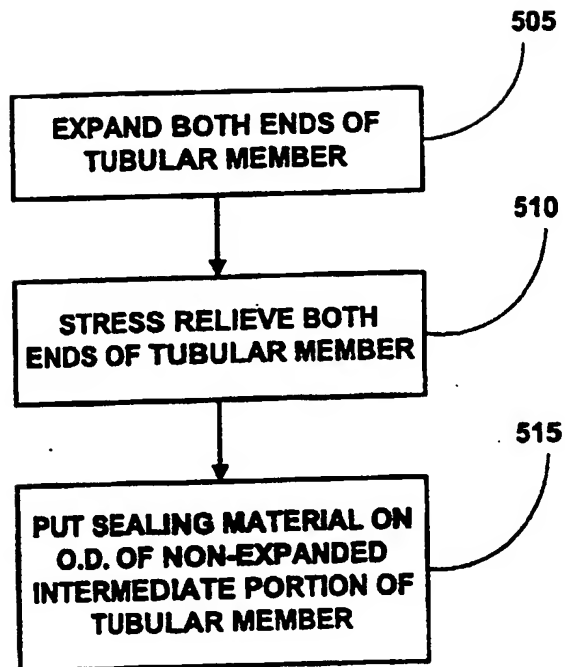 505
EXPAND BOTH ENDS OF
TUBULAR MEMBER
510
STRESS RELIEVE BOTH
ENDS OF TUBULAR MEMBER
515
PUT SEALING MATERIAL ON
O.D. OF NON-EXPANDED
INTERMEDIATE PORTION OF
TUBULAR MEMBER